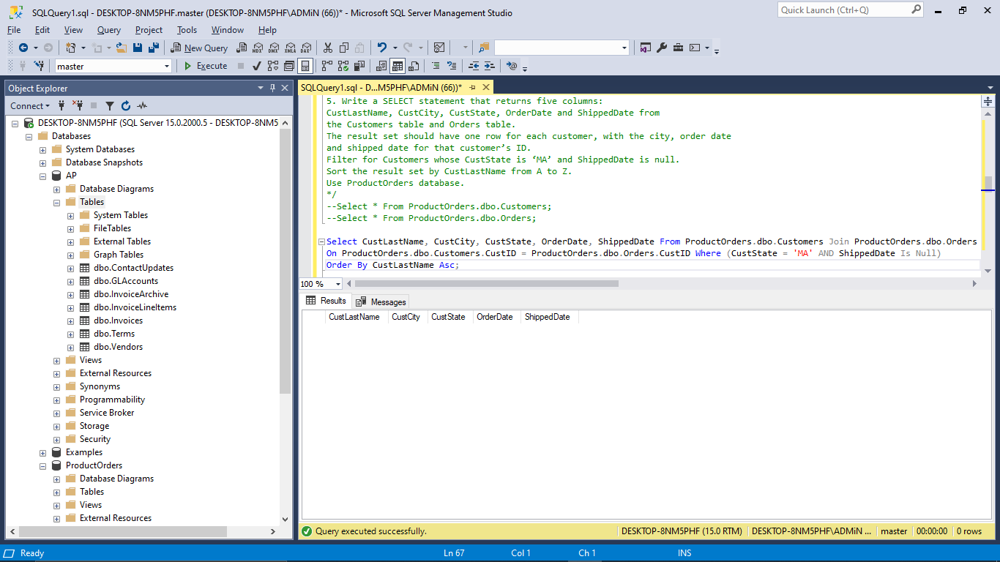 SQLQuery1.sql - DESKTOP-8NM5PHF.master (DESKTOP-8NM5PHF\ADMiN (66))* - Microsoft SQL Server Management Studio
Quick Launch (Ctrl+Q)
File Edit View Query Project Tools Window Help
New Query MDX DMX XMLA DAX
master Execute
Object Explorer
Connect
DESKTOP-8NM5PHF (SQL Server 15.0.2000.5 - DESKTOP-8NM5
Databases
System Databases
Database Snapshots
AP
Database Diagrams
Tables
System Tables
FileTables
External Tables
Graph Tables
dbo.ContactUpdates
dbo.GLAccounts
dbo.InvoiceArchive
dbo.InvoiceLineItems
dbo.Invoices
dbo.Terms
dbo.Vendors
Views
External Resources
Synonyms
Programmability
Service Broker
Storage
Security
Examples
ProductOrders
Database Diagrams
Tables
Views
External Resources
SQLQuery1.sql - D...M5PHF\ADMiN (66))*
5. Write a SELECT statement that returns five columns:
CustLastName, CustCity, CustState, OrderDate and ShippedDate from
the Customers table and Orders table.
The result set should have one row for each customer, with the city, order date
and shipped date for that customer’s ID.
Filter for Customers whose CustState is ‘MA’ and ShippedDate is null.
Sort the result set by CustLastName from A to Z.
Use ProductOrders database.
*/
--Select * From ProductOrders.dbo.Customers;
--Select * From ProductOrders.dbo.Orders;
Select CustLastName, CustCity, CustState, OrderDate, ShippedDate From ProductOrders.dbo.Customers Join ProductOrders.dbo.Orders
On ProductOrders.dbo.Customers.CustID = ProductOrders.dbo.Orders.CustID Where (CustState = 'MA' AND ShippedDate Is Null)
Order By CustLastName Asc;
100 %
Results Messages
CustLastName CustCity CustState OrderDate ShippedDate
Query executed successfully. DESKTOP-8NM5PHF (15.0 RTM) DESKTOP-8NM5PHF\ADMiN ... master 00:00:00 0 rows
Ready Ln 67 Col 1 Ch 1 INS